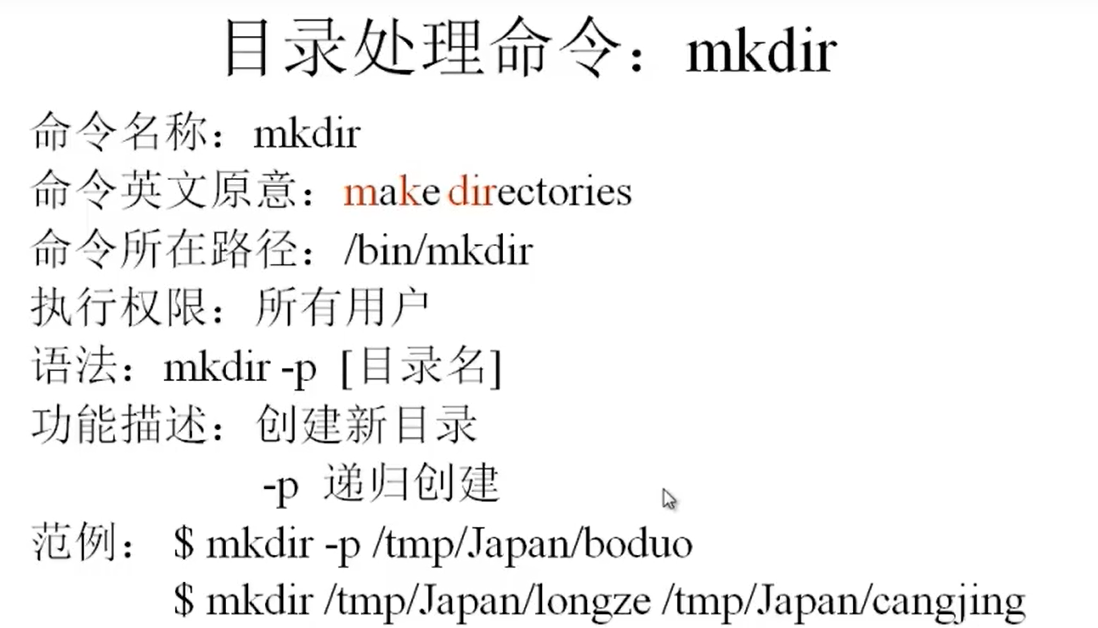 目录处理命令：mkdir
命令名称：mkdir
命令英文原意：make directories
命令所在路径：/bin/mkdir
执行权限：所有用户
语法：mkdir -p [目录名]
功能描述：创建新目录
-p 递归创建
范例： $ mkdir -p /tmp/Japan/boduo
$ mkdir /tmp/Japan/longze /tmp/Japan/cangjing